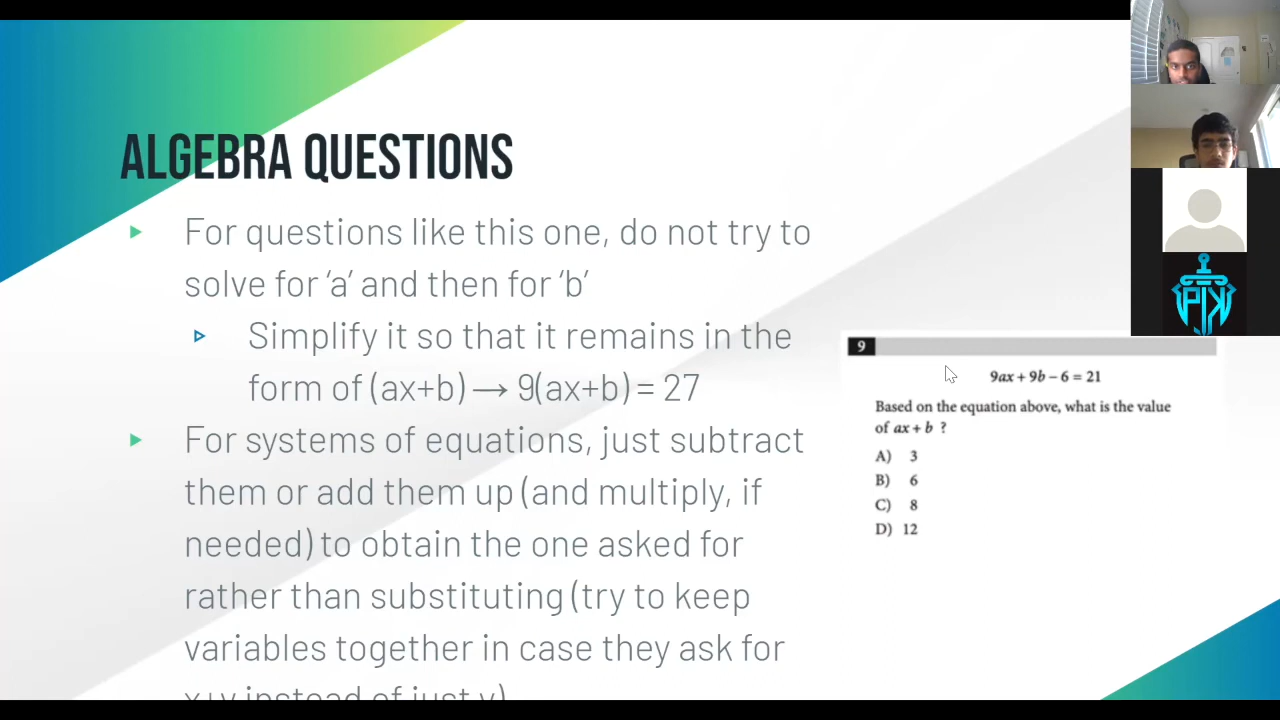 ALGEBRA QUESTIONS
For questions like this one, do not try to
solve for ‘a’ and then for ‘b’
Simplify it so that it remains in the
form of (ax+b) → 9(ax+b) = 27
For systems of equations, just subtract
them or add them up (and multiply, if
needed) to obtain the one asked for
rather than substituting (try to keep
variables together in case they ask for
x+y instead of just y)
9
9ax + 9b – 6 = 21
Based on the equation above, what is the value
of ax + b ?
A) 3
B) 6
C) 8
D) 12